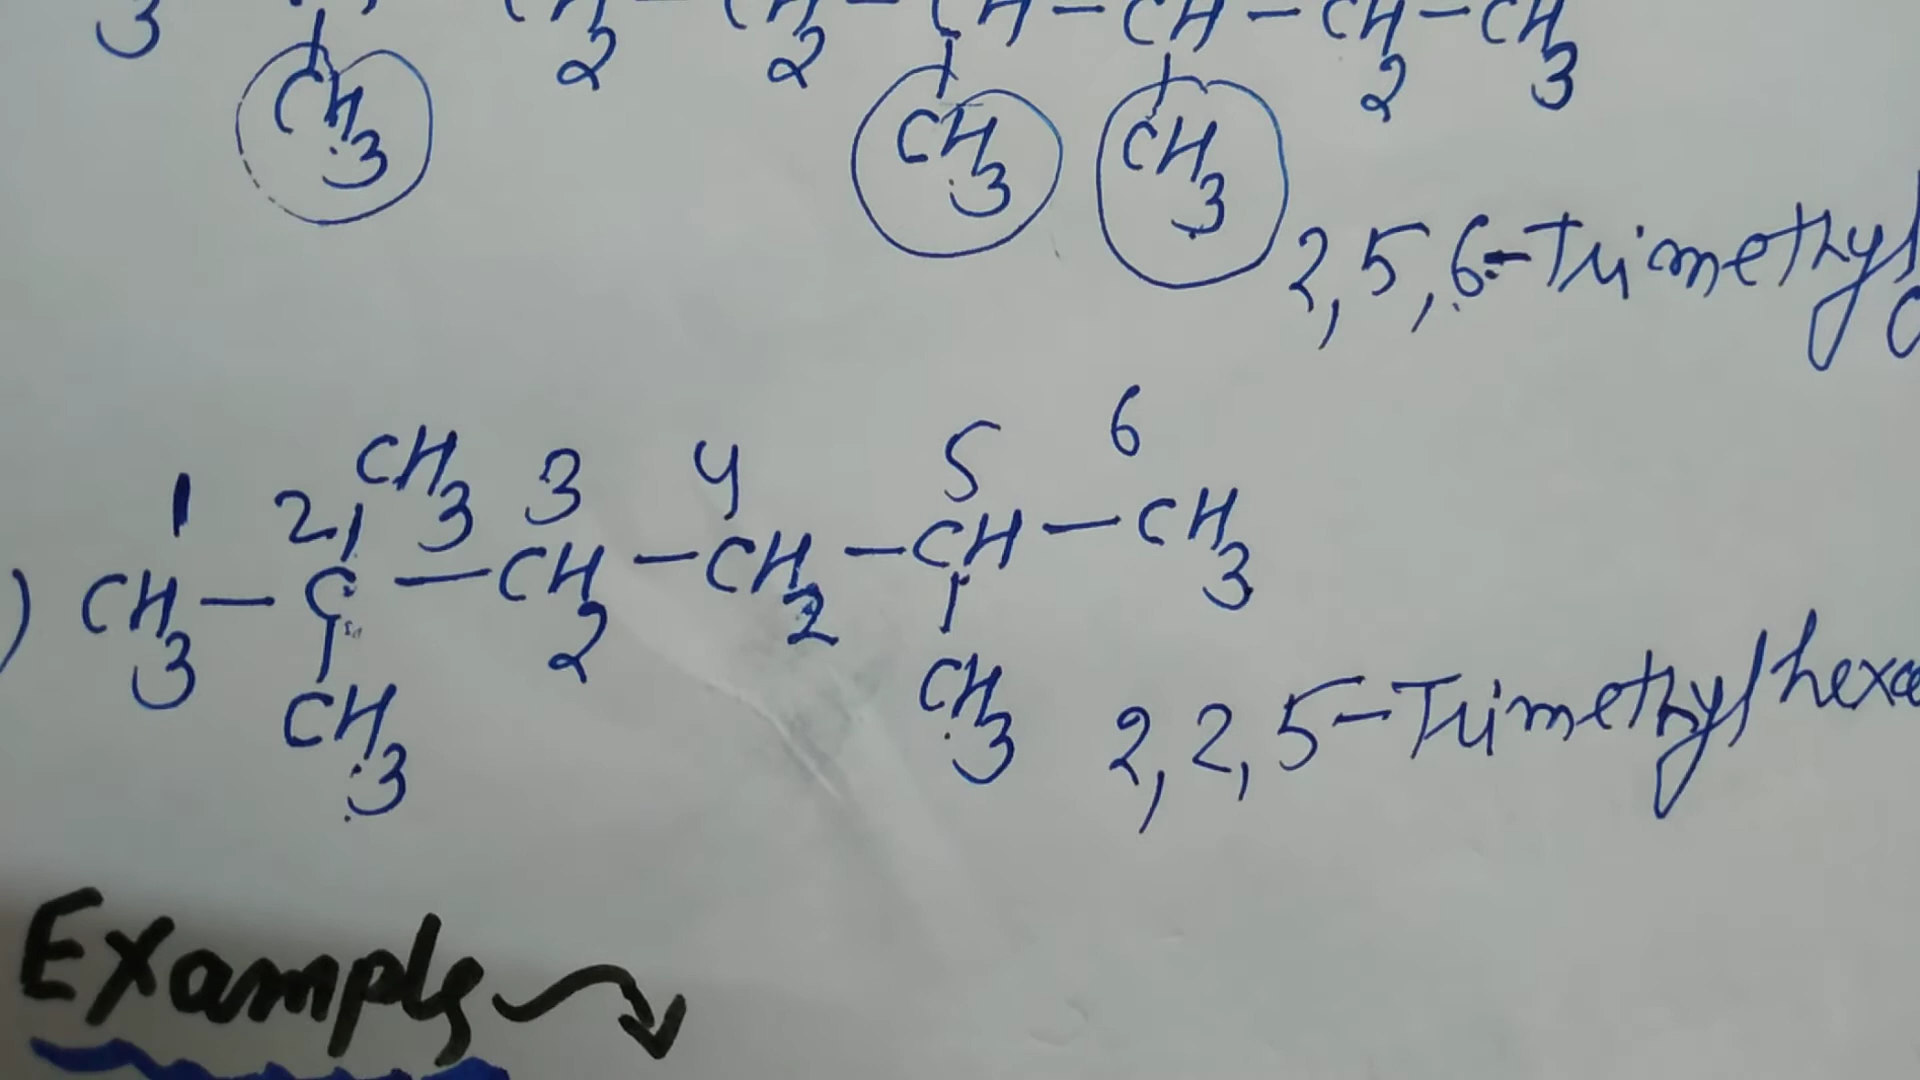 3 CH2 – CH2 – CH – CH – CH2 – CH3
CH3 CH3 CH3
2,5,6-Trimethyl
1 2 CH3 3 4 5 6
) CH3 – C – CH2 – CH2 – CH – CH3
CH3 CH3
2,2,5-Trimethylhexa
Example